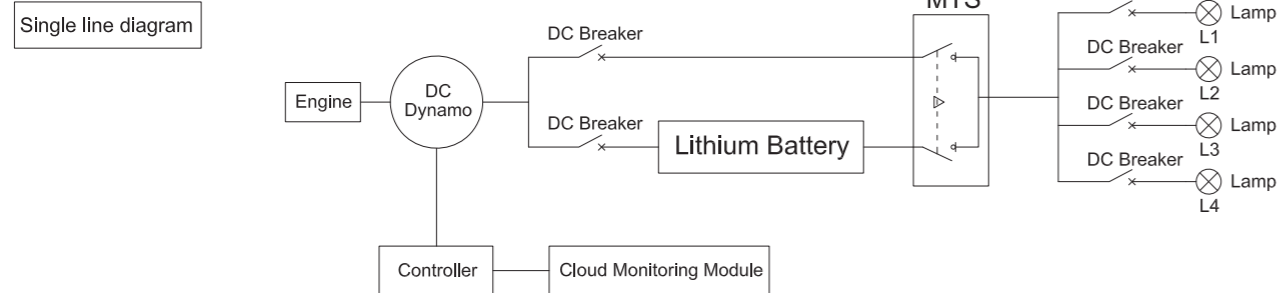 Single line diagram
Engine
DC
Dynamo
DC Breaker
DC Breaker
Lithium Battery
MTS
Lamp
L1
DC Breaker
Lamp
L2
DC Breaker
Lamp
L3
DC Breaker
Lamp
L4
Controller
Cloud Monitoring Module